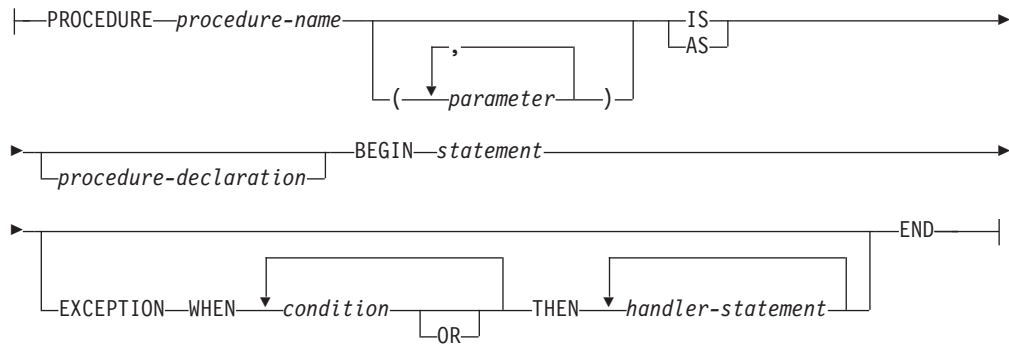 PROCEDURE procedure-name IS
AS
,
( parameter )
BEGIN statement
procedure-declaration
END
EXCEPTION WHEN condition THEN handler-statement
OR